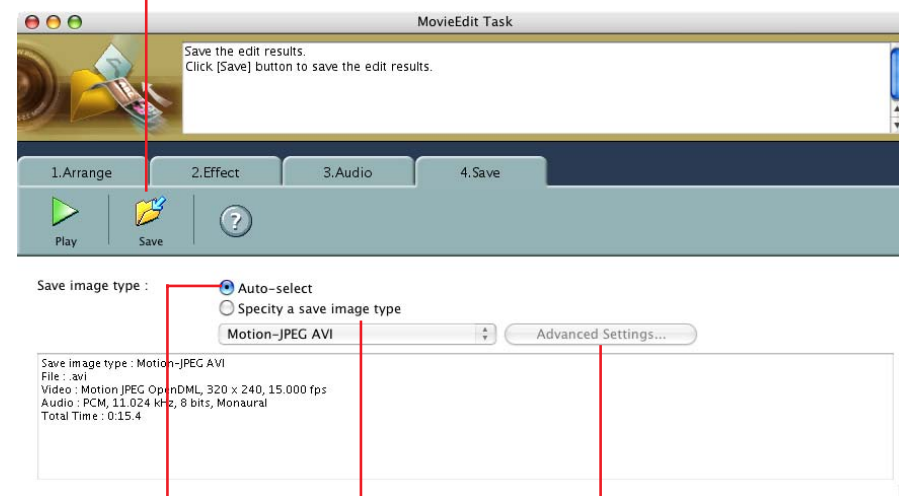 MovieEdit Task
Save the edit results.
Click [Save] button to save the edit results.
1.Arrange 2.Effect 3.Audio 4.Save
Play Save ?
Save image type : Auto-select
Specify a save image type
Motion-JPEG AVI Advanced Settings...
Save image type : Motion-JPEG AVI
File : .avi
Video : Motion JPEG OpenDML, 320 x 240, 15.000 fps
Audio : PCM, 11.024 kHz, 8 bits, Monaural
Total Time : 0:15.4